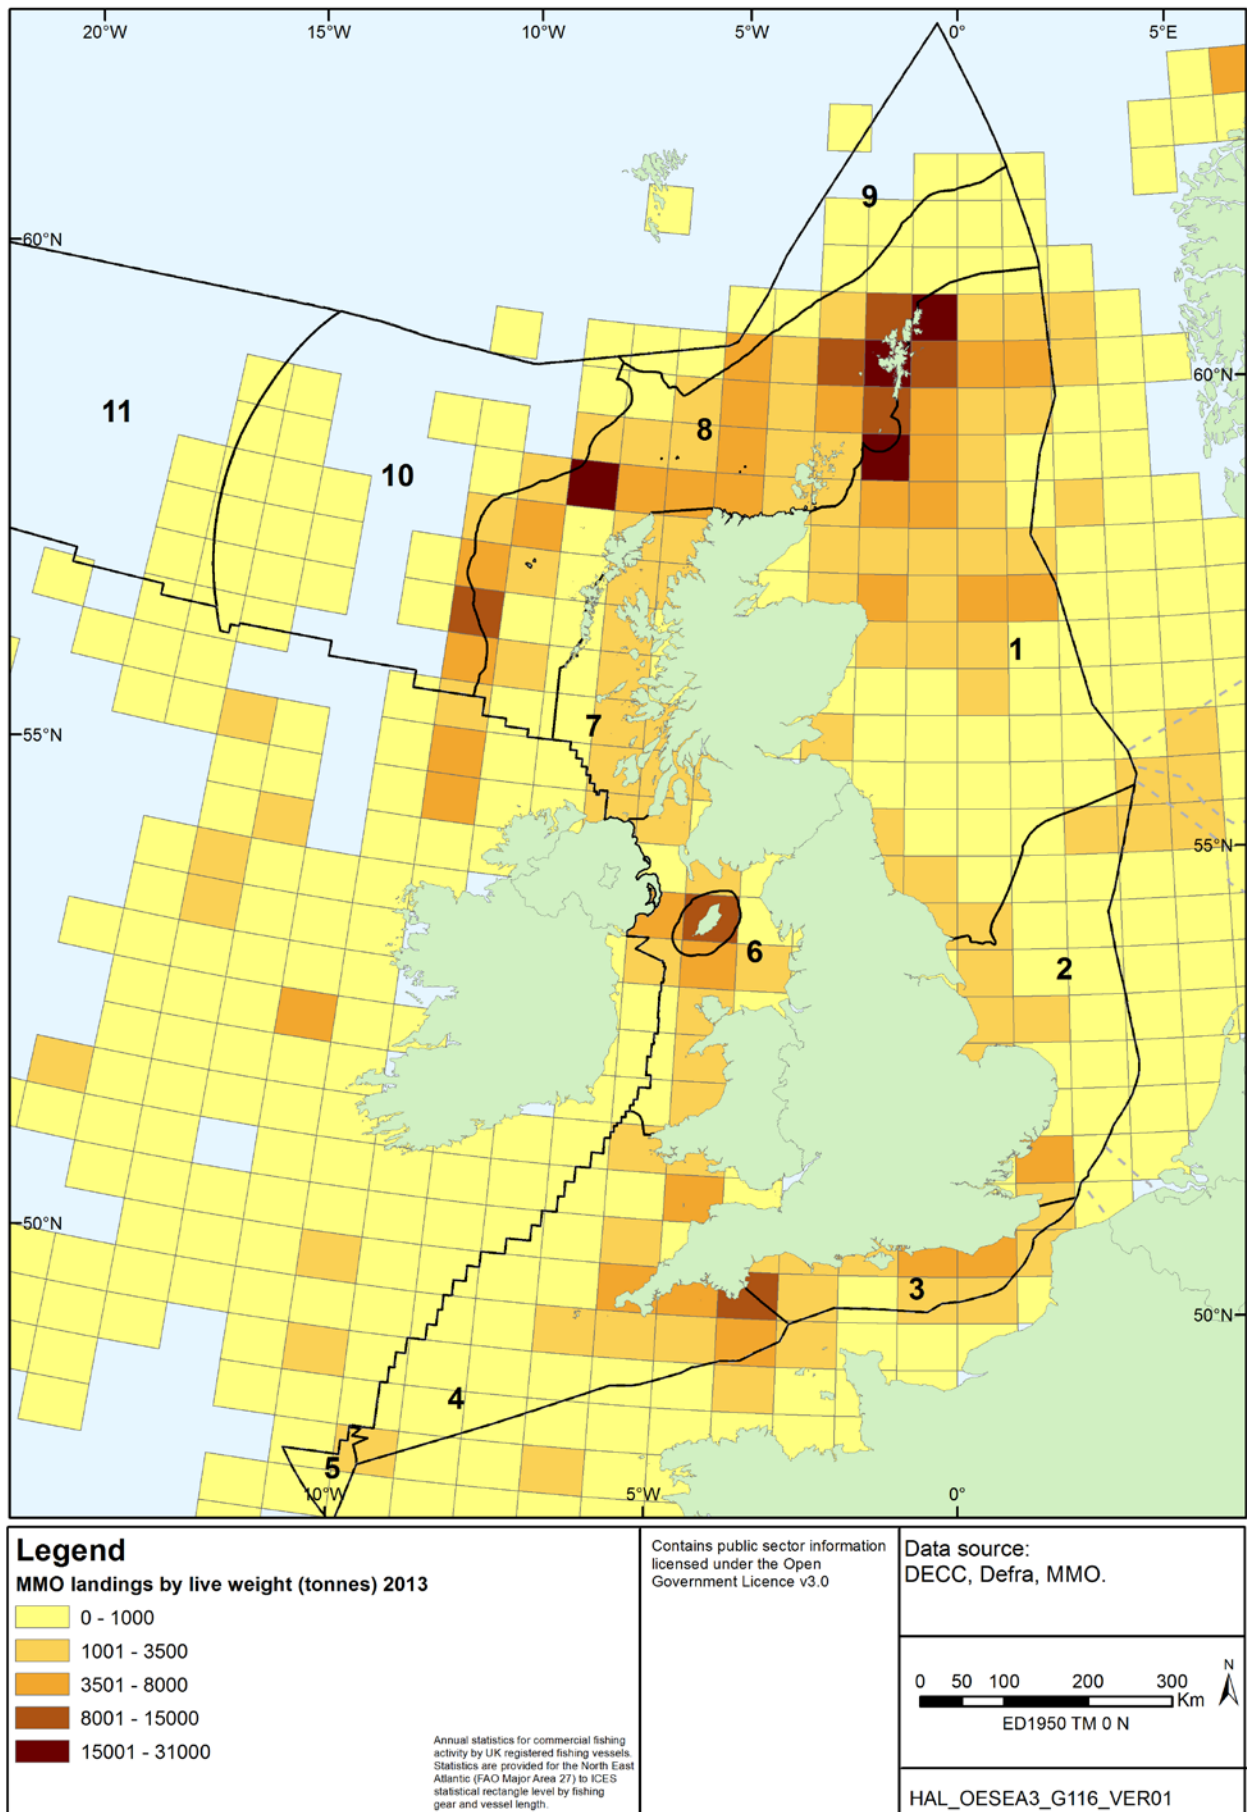 20°W 15°W 10°W 5°W 0° 5°E
9
60°N
60°N
11
8
10
1
7
55°N
55°N
6
2
50°N
50°N
3
4
5
10°W 5°W 0°
Legend
MMO landings by live weight (tonnes) 2013
0 - 1000
1001 - 3500
3501 - 8000
8001 - 15000
15001 - 31000
Annual statistics for commercial fishing
activity by UK registered fishing vessels.
Statistics are provided for the North East
Atlantic (FAO Major Area 27) to ICES
statistical rectangle level by fishing
gear and vessel length.
Contains public sector information
licensed under the Open
Government Licence v3.0
Data source:
DECC, Defra, MMO.
N
0 50 100 200 300
Km
ED1950 TM 0 N
HAL_OESEA3_G116_VER01